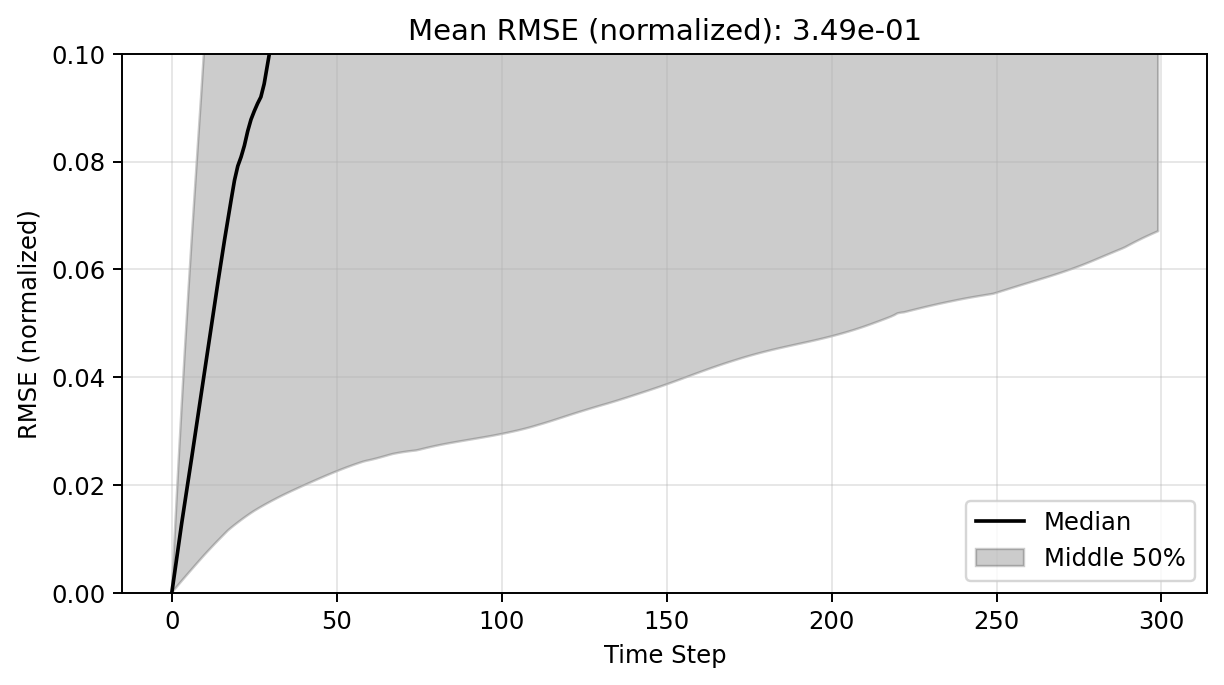 Mean RMSE (normalized): 3.49e-01
0.10
0.08
0.06
0.04
0.02
0.00
RMSE (normalized)
0 50 100 150 200 250 300
Time Step
Median
Middle 50%